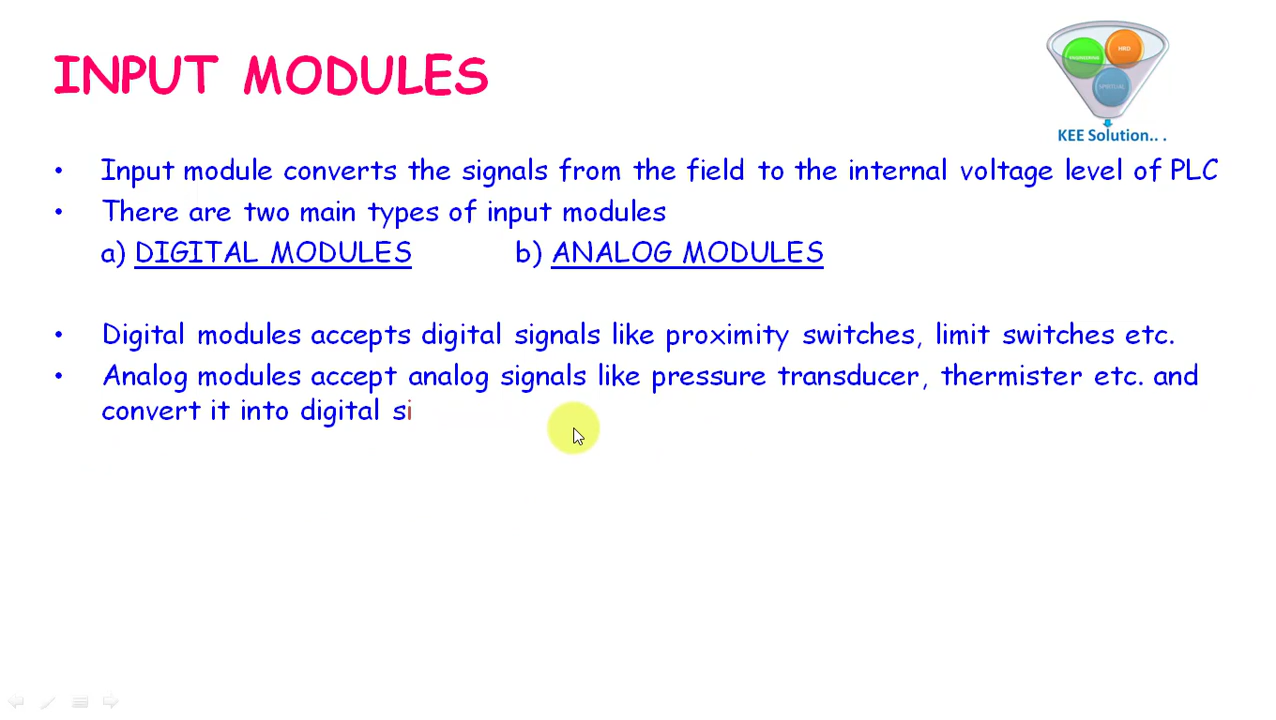 INPUT MODULES
ENGINEERING
HRD
SPIRITUAL
KEE Solution.. .
• Input module converts the signals from the field to the internal voltage level of PLC
• There are two main types of input modules
a) DIGITAL MODULES b) ANALOG MODULES
• Digital modules accepts digital signals like proximity switches, limit switches etc.
• Analog modules accept analog signals like pressure transducer, thermister etc. and
convert it into digital si